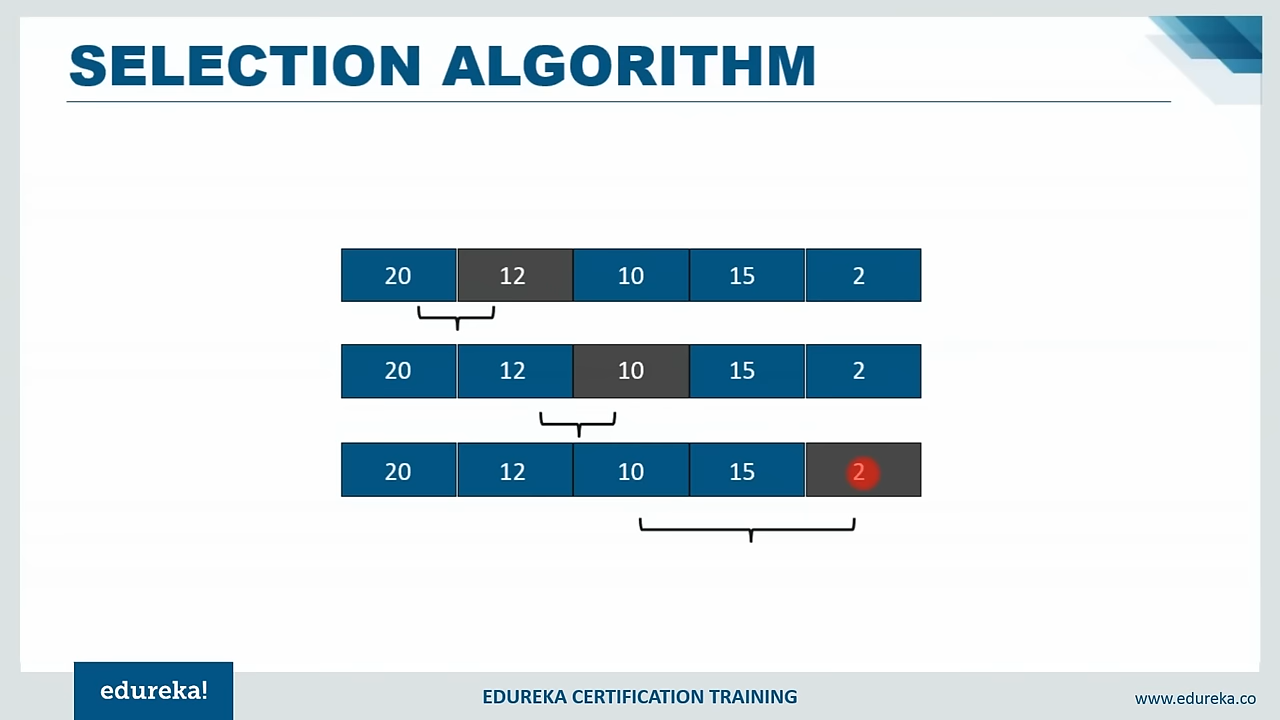 SELECTION ALGORITHM
20 12 10 15 2
20 12 10 15 2
20 12 10 15 2
edureka!
EDUREKA CERTIFICATION TRAINING
www.edureka.co